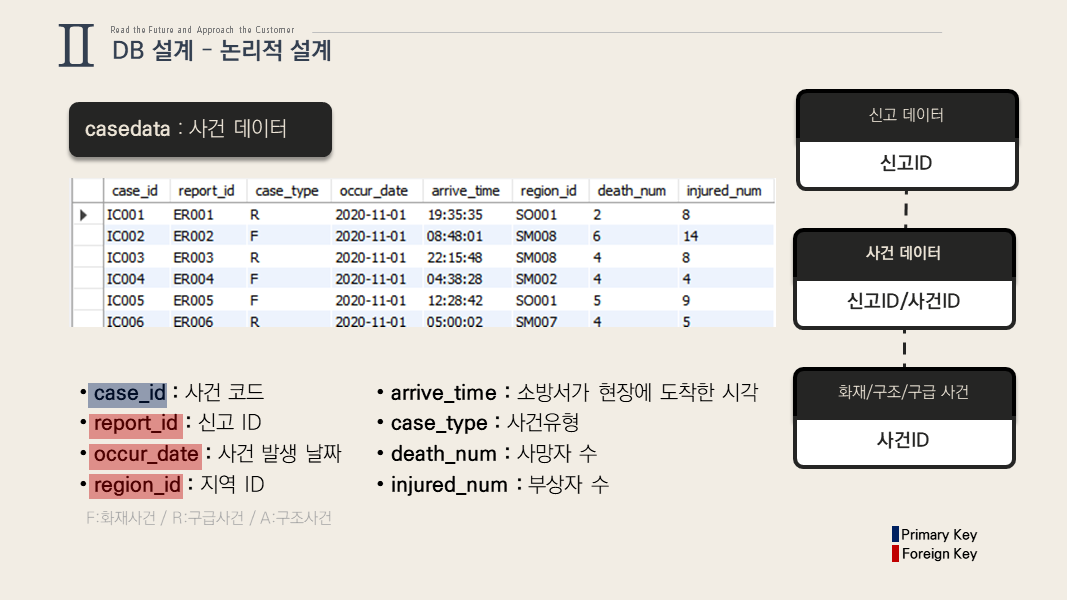 Ⅱ
Read the Future and Approach the Customer
DB 설계 - 논리적 설계
casedata : 사건 데이터
case_id report_id case_type occur_date arrive_time region_id death_num injured_num
IC001 ER001 R 2020-11-01 19:35:35 SO001 2 8
IC002 ER002 F 2020-11-01 08:48:01 SM008 6 14
IC003 ER003 R 2020-11-01 22:15:48 SM008 4 8
IC004 ER004 F 2020-11-01 04:38:28 SM002 4 4
IC005 ER005 F 2020-11-01 12:28:42 SO001 5 9
IC006 ER006 R 2020-11-01 05:00:02 SM007 4 5
• case_id : 사건 코드
• report_id : 신고 ID
• occur_date : 사건 발생 날짜
• region_id : 지역 ID
F:화재사건 / R:구급사건 / A:구조사건
• arrive_time : 소방서가 현장에 도착한 시각
• case_type : 사건유형
• death_num : 사망자 수
• injured_num : 부상자 수
신고 데이터
신고ID
사건 데이터
신고ID/사건ID
화재/구조/구급 사건
사건ID
Primary Key
Foreign Key